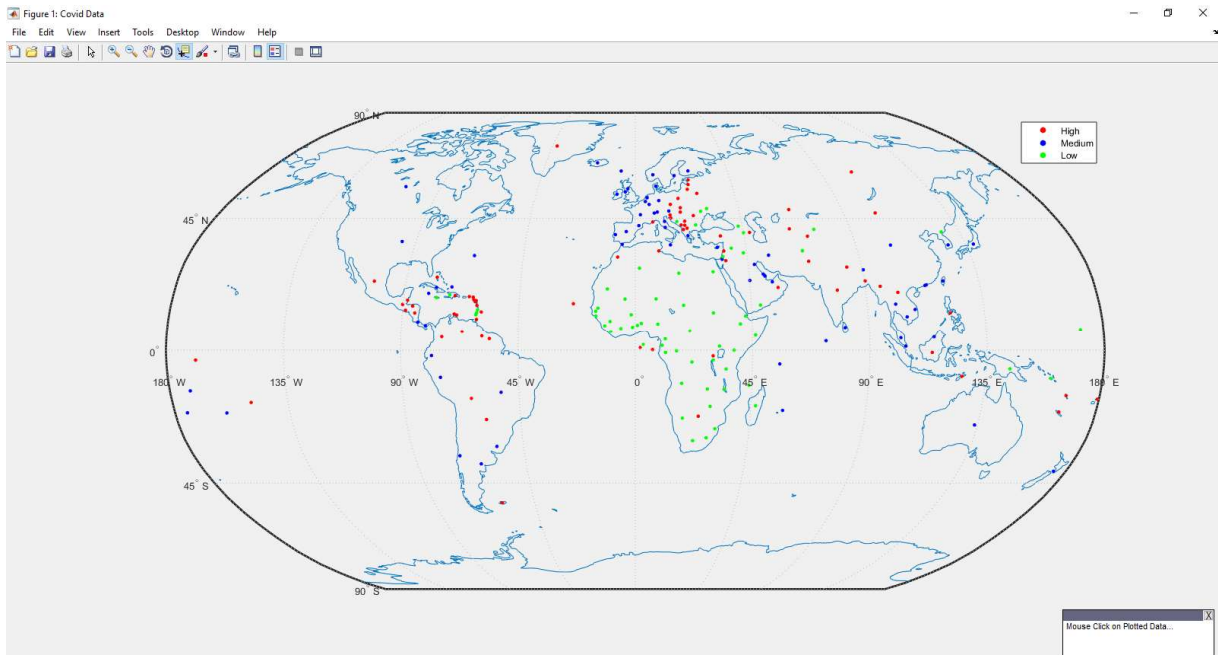 Figure 1: Covid Data
File Edit View Insert Tools Desktop Window Help
90° N
High
Medium
Low
45° N
0°
180° W 135° W 90° W 45° W 0° 45° E 90° E 135° E 180° E
45° S
90° S
X
Mouse Click on Plotted Data...